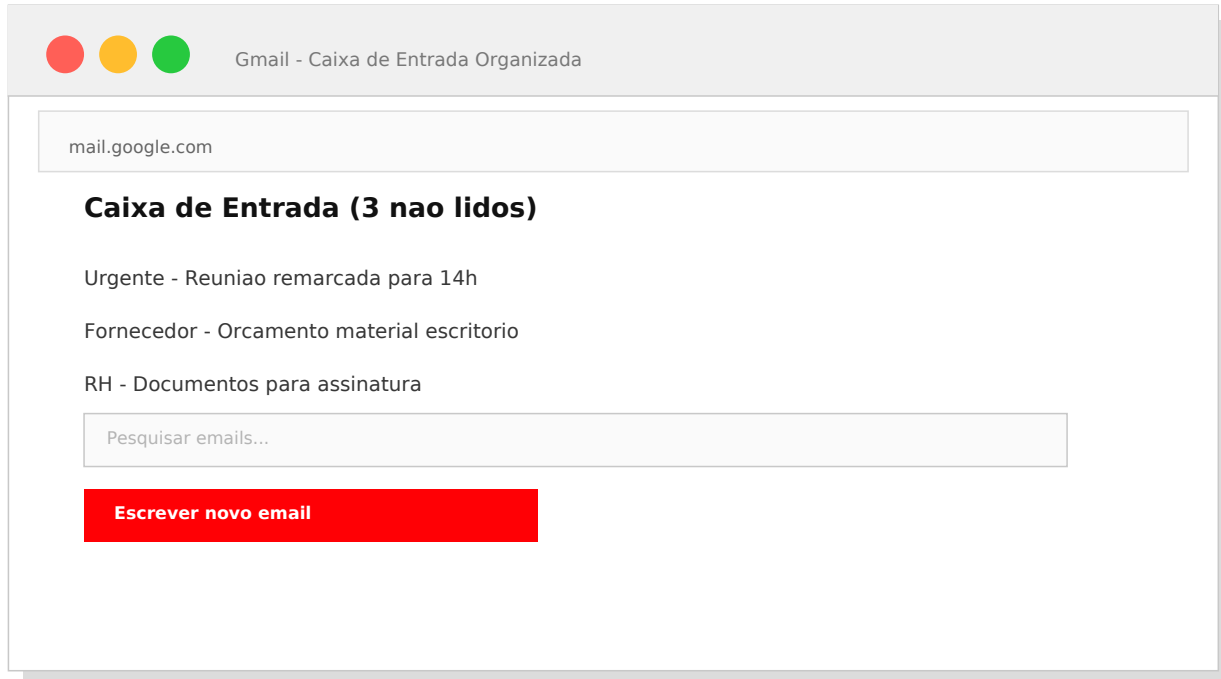 Gmail - Caixa de Entrada Organizada
mail.google.com
Caixa de Entrada (3 nao lidos)
Urgente - Reuniao remarcada para 14h
Fornecedor - Orcamento material escritorio
RH - Documentos para assinatura
Pesquisar emails...
Escrever novo email